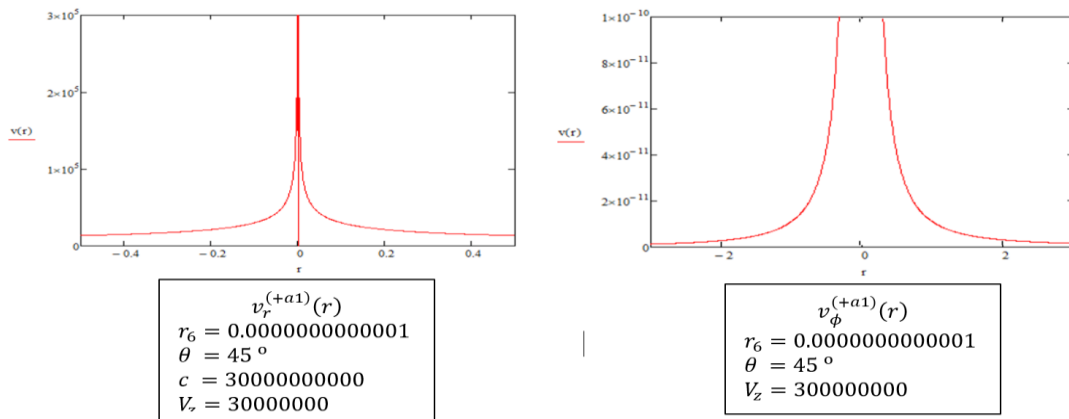 3×10⁵
2×10⁵
v(r)
1×10⁵
0
−0.4 −0.2 0 0.2 0.4
r
v_r^(+a1)(r)
r₆ = 0.0000000000001
θ = 45 º
c = 30000000000
V_z = 30000000
1×10⁻¹⁰
8×10⁻¹¹
6×10⁻¹¹
v(r)
4×10⁻¹¹
2×10⁻¹¹
0
−2 0 2
r
v_ϕ^(+a1)(r)
r₆ = 0.0000000000001
θ = 45 º
V_z = 300000000